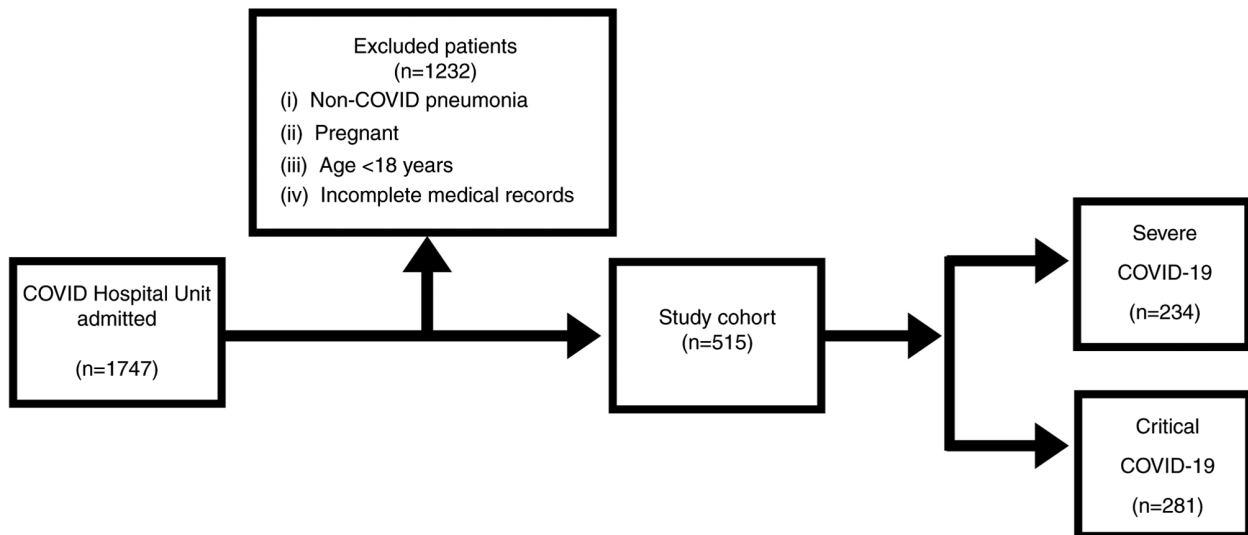 Excluded patients
(n=1232)
(i) Non-COVID pneumonia
(ii) Pregnant
(iii) Age <18 years
(iv) Incomplete medical records
COVID Hospital Unit
admitted
(n=1747)
Study cohort
(n=515)
Severe
COVID-19
(n=234)
Critical
COVID-19
(n=281)